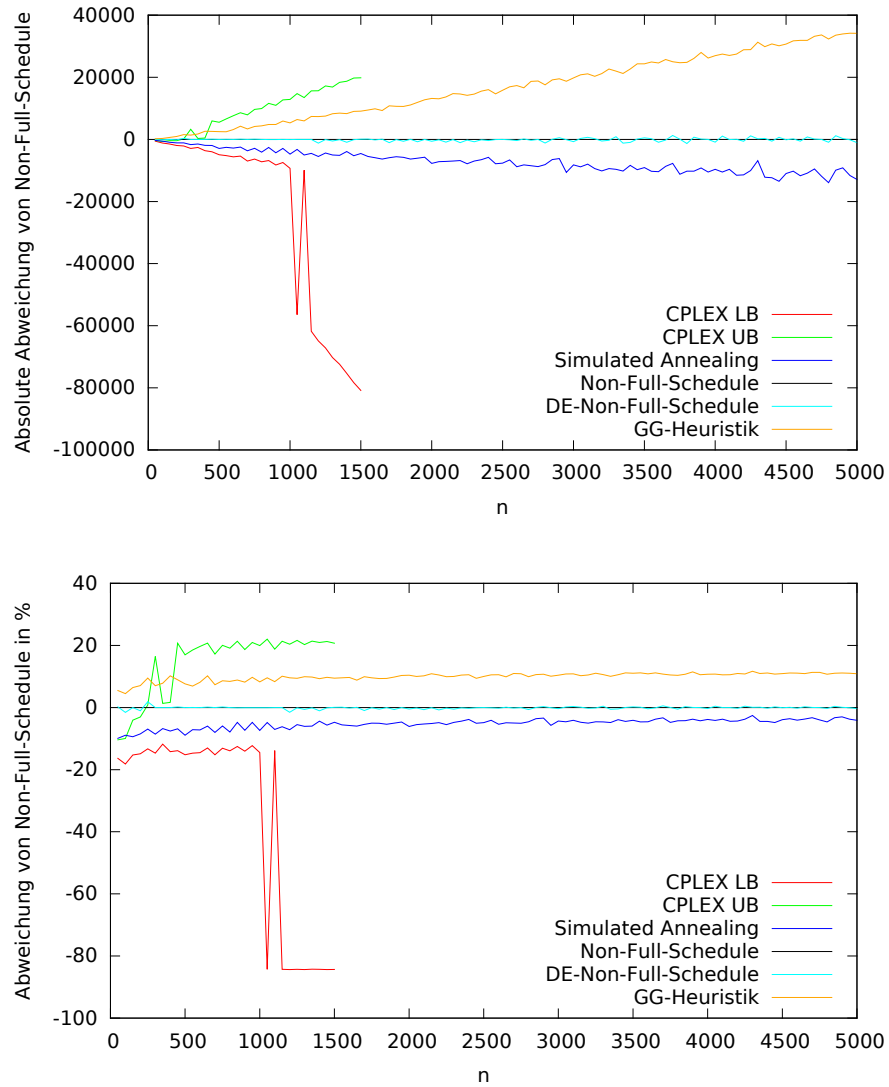 Absolute Abweichung von Non-Full-Schedule
40000
20000
0
-20000
-40000
-60000
-80000
-100000
CPLEX LB
CPLEX UB
Simulated Annealing
Non-Full-Schedule
DE-Non-Full-Schedule
GG-Heuristik
0 500 1000 1500 2000 2500 3000 3500 4000 4500 5000
n
Abweichung von Non-Full-Schedule in %
40
20
0
-20
-40
-60
-80
-100
CPLEX LB
CPLEX UB
Simulated Annealing
Non-Full-Schedule
DE-Non-Full-Schedule
GG-Heuristik
0 500 1000 1500 2000 2500 3000 3500 4000 4500 5000
n